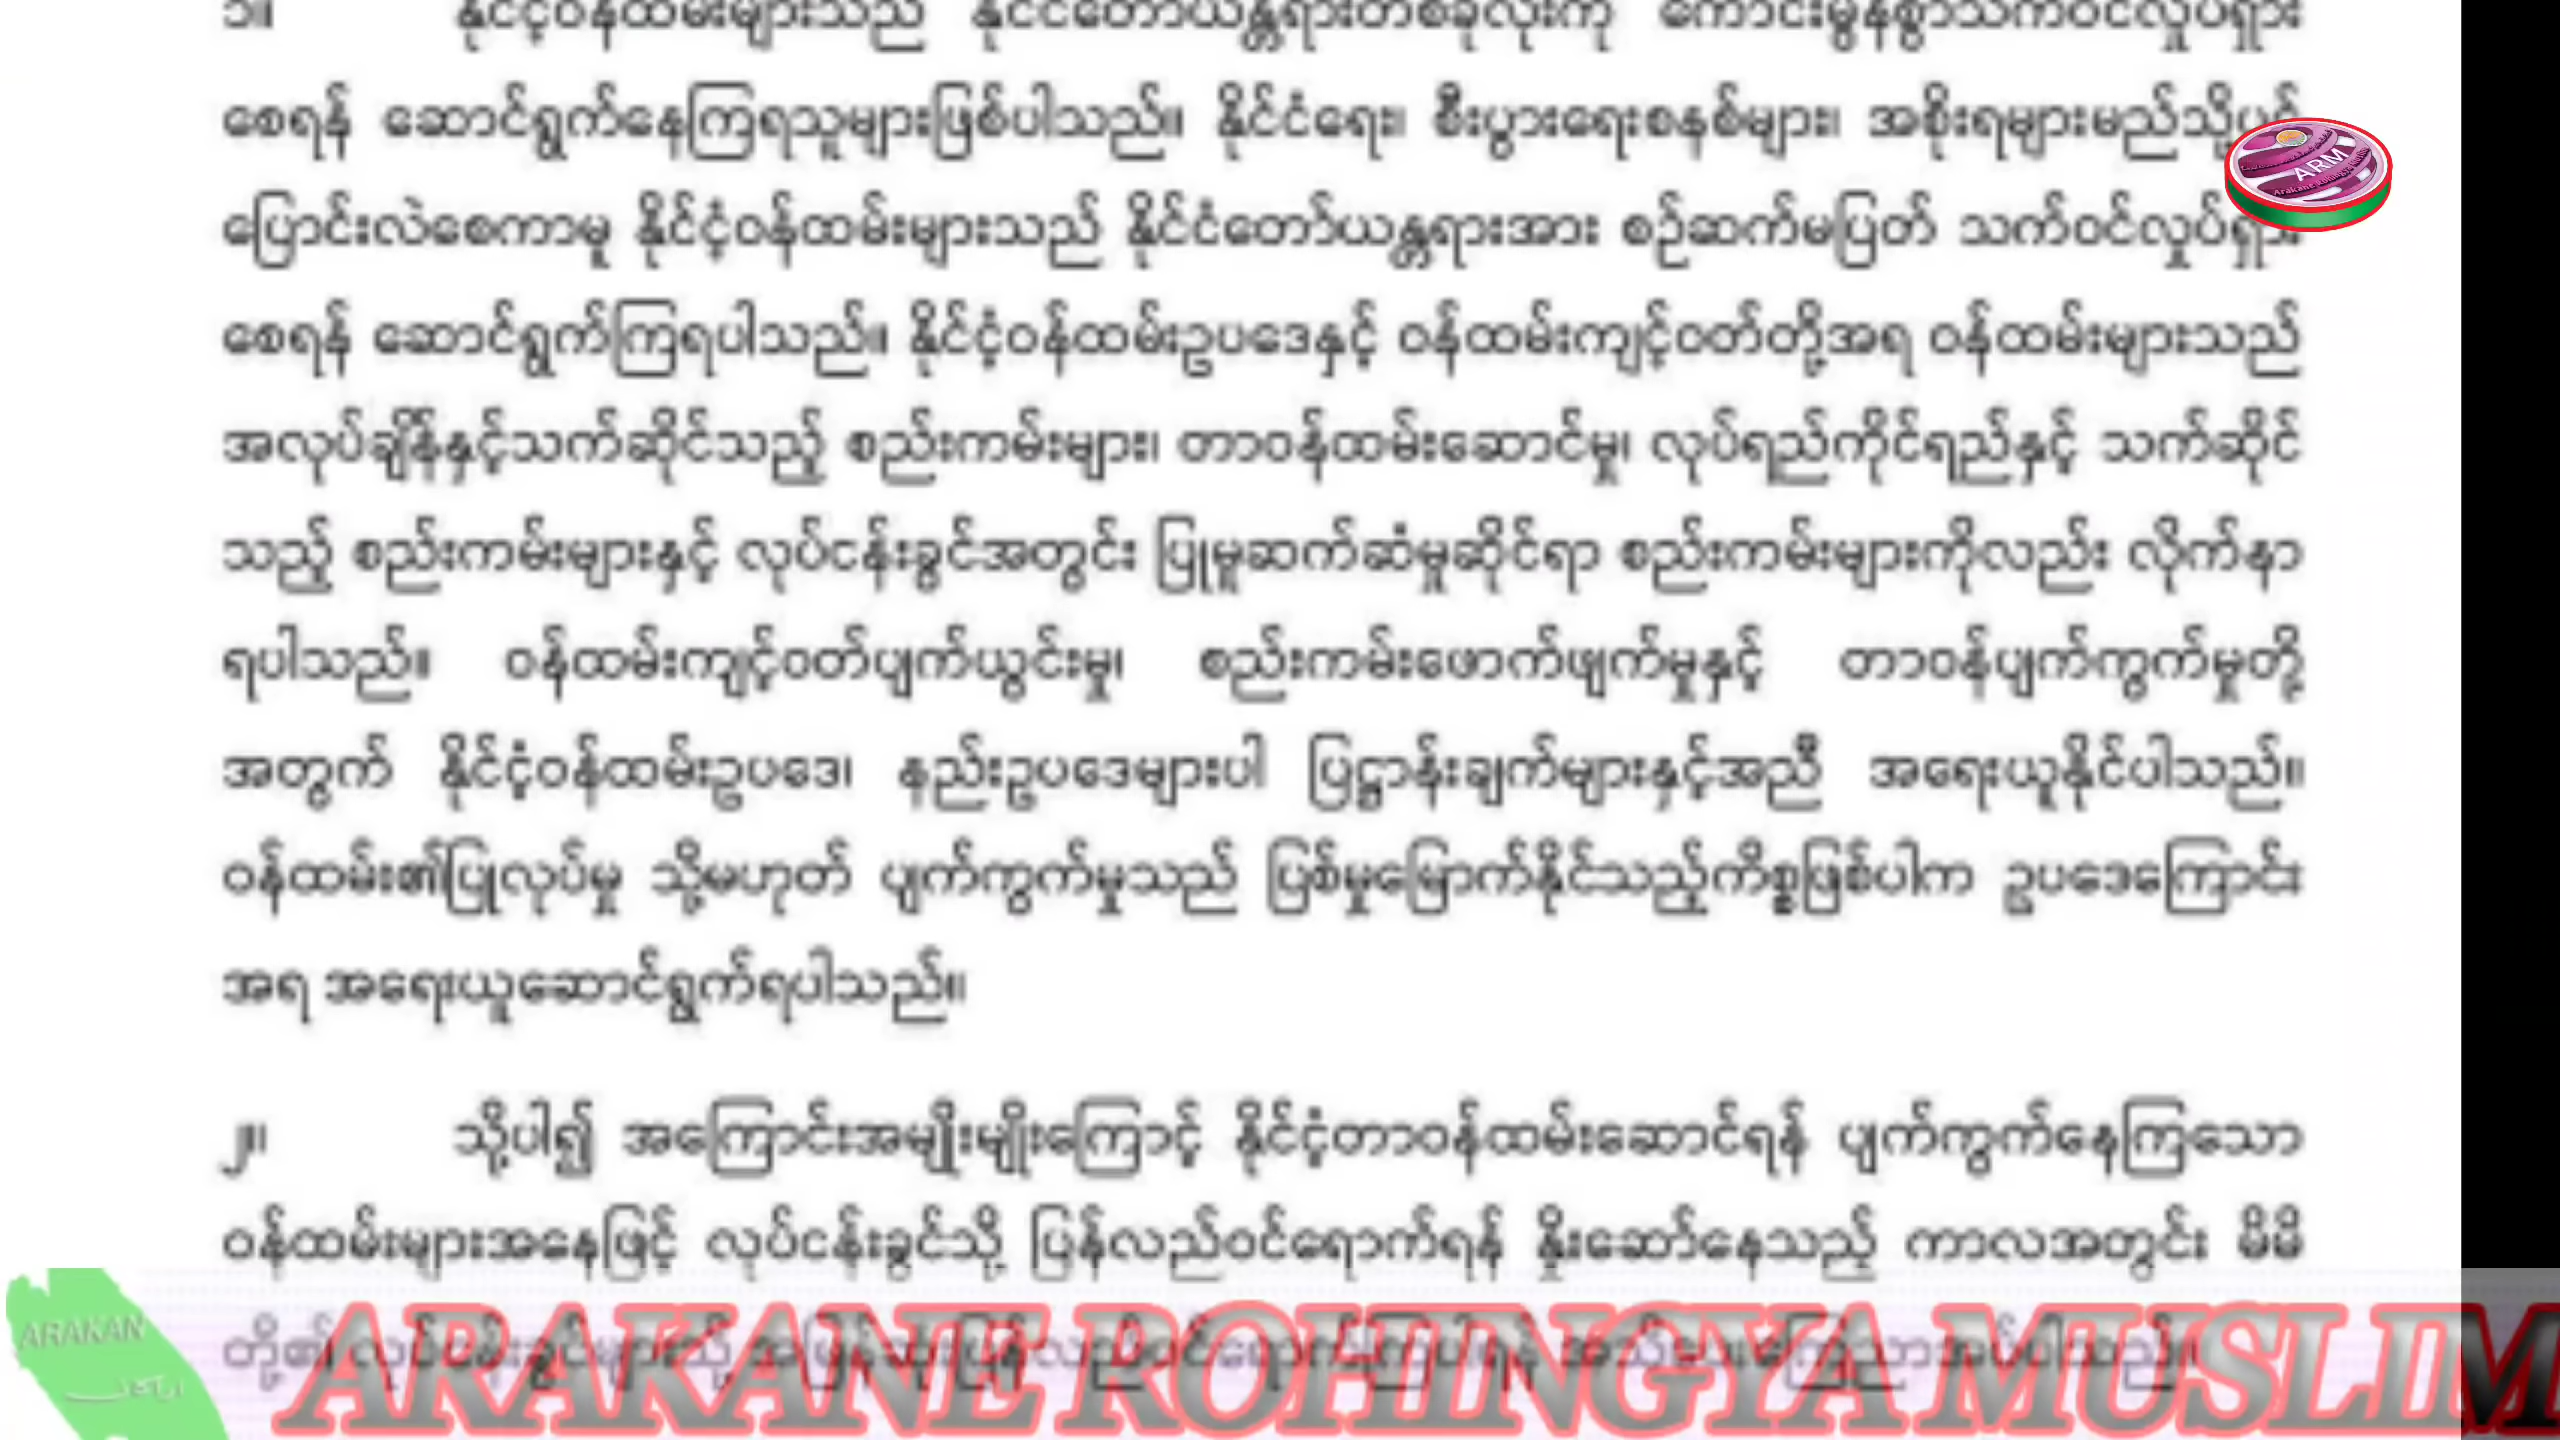 ၁။ နိုင်ငံ့ဝန်ထမ်းများသည် နိုင်ငံတော်ယန္တရားတစ်ခုလုံးကို ကောင်းမွန်စွာသက်ဝင်လှုပ်ရှား
စေရန် ဆောင်ရွက်နေကြရသူများဖြစ်ပါသည်။ နိုင်ငံရေး၊ စီးပွားရေးစနစ်များ၊ အစိုးရများမည်သို့ပင်
ပြောင်းလဲစေကာမူ နိုင်ငံ့ဝန်ထမ်းများသည် နိုင်ငံတော်ယန္တရားအား စဉ်ဆက်မပြတ် သက်ဝင်လှုပ်ရှား
စေရန် ဆောင်ရွက်ကြရပါသည်။ နိုင်ငံ့ဝန်ထမ်းဥပဒေနှင့် ဝန်ထမ်းကျင့်ဝတ်တို့အရ ဝန်ထမ်းများသည်
အလုပ်ချိန်နှင့်သက်ဆိုင်သည့် စည်းကမ်းများ၊ တာဝန်ထမ်းဆောင်မှု၊ လုပ်ရည်ကိုင်ရည်နှင့် သက်ဆိုင်
သည့် စည်းကမ်းများနှင့် လုပ်ငန်းခွင်အတွင်း ပြုမူဆက်ဆံမှုဆိုင်ရာ စည်းကမ်းများကိုလည်း လိုက်နာ
ရပါသည်။ ဝန်ထမ်းကျင့်ဝတ်ပျက်ယွင်းမှု၊ စည်းကမ်းဖောက်ဖျက်မှုနှင့် တာဝန်ပျက်ကွက်မှုတို့
အတွက် နိုင်ငံ့ဝန်ထမ်းဥပဒေ၊ နည်းဥပဒေများပါ ပြဋ္ဌာန်းချက်များနှင့်အညီ အရေးယူနိုင်ပါသည်။
ဝန်ထမ်း၏ပြုလုပ်မှု သို့မဟုတ် ပျက်ကွက်မှုသည် ပြစ်မှုမြောက်နိုင်သည့်ကိစ္စဖြစ်ပါက ဥပဒေကြောင်း
အရ အရေးယူဆောင်ရွက်ရပါသည်။
၂။ သို့ပါ၍ အကြောင်းအမျိုးမျိုးကြောင့် နိုင်ငံ့တာဝန်ထမ်းဆောင်ရန် ပျက်ကွက်နေကြသော
ဝန်ထမ်းများအနေဖြင့် လုပ်ငန်းခွင်သို့ ပြန်လည်ဝင်ရောက်ရန် နှိုးဆော်နေသည့် ကာလအတွင်း မိမိ
တို့၏ လုပ်ငန်းခွင်များသို့
ARM
ARAKAN
ARAKANE ROHINGYA MUSLIM